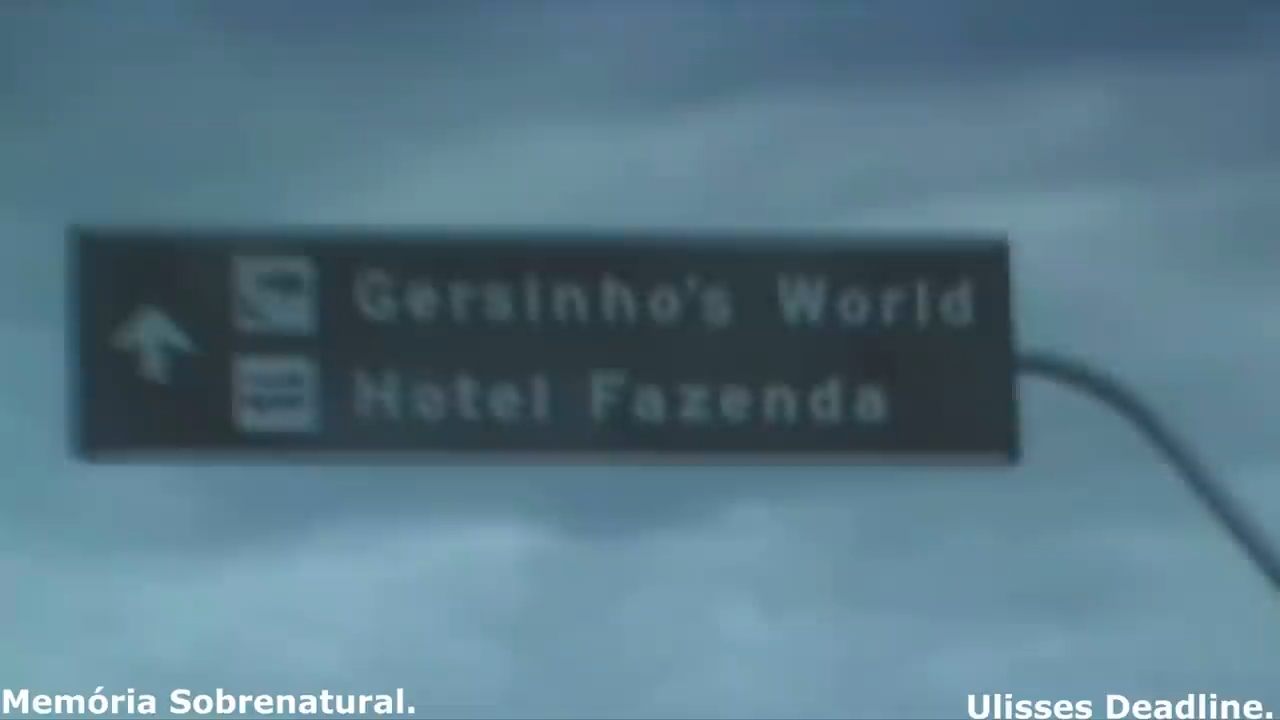 Gersinho's World
Hotel Fazenda
Memória Sobrenatural.
Ulisses Deadline.